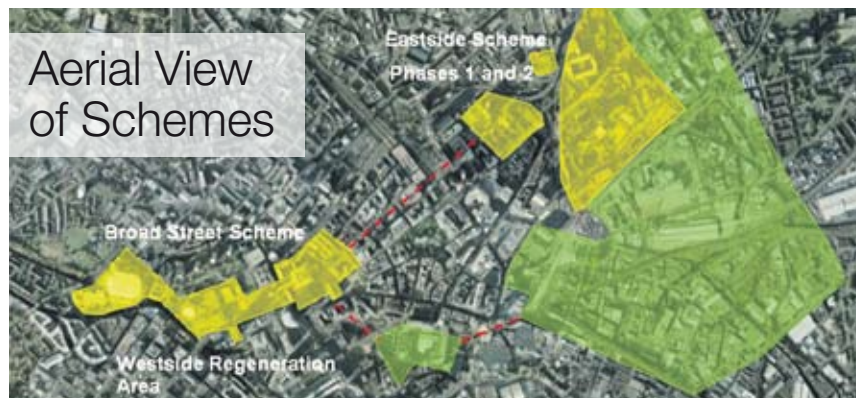 Aerial View
of Schemes
Eastside Scheme
Phases 1 and 2
Broad Street Scheme
Westside Regeneration
Area